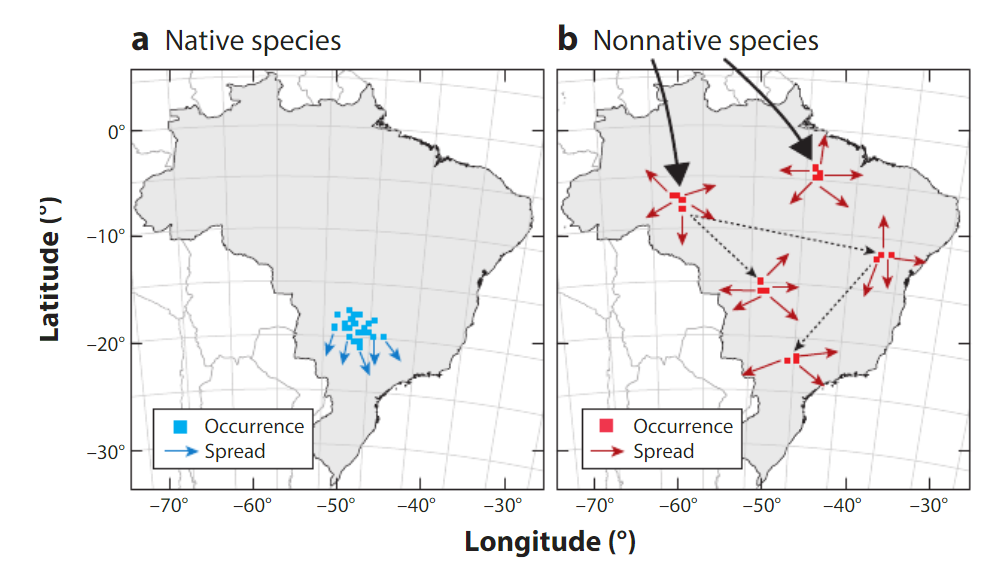 a Native species
b Nonnative species
Latitude (°)
0°
−10°
−20°
−30°
Occurrence
Spread
Occurrence
Spread
−70°
−60°
−50°
−40°
−30°
−70°
−60°
−50°
−40°
−30°
Longitude (°)